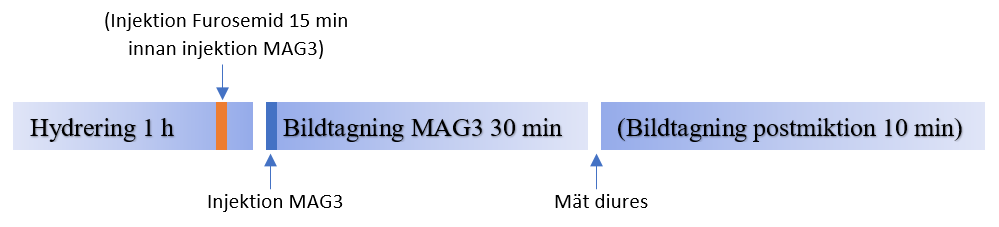 (Injektion Furosemid 15 min
innan injektion MAG3)
Hydrering 1 h
Bildtagning MAG3 30 min
(Bildtagning postmiktion 10 min)
Injektion MAG3
Mät diures